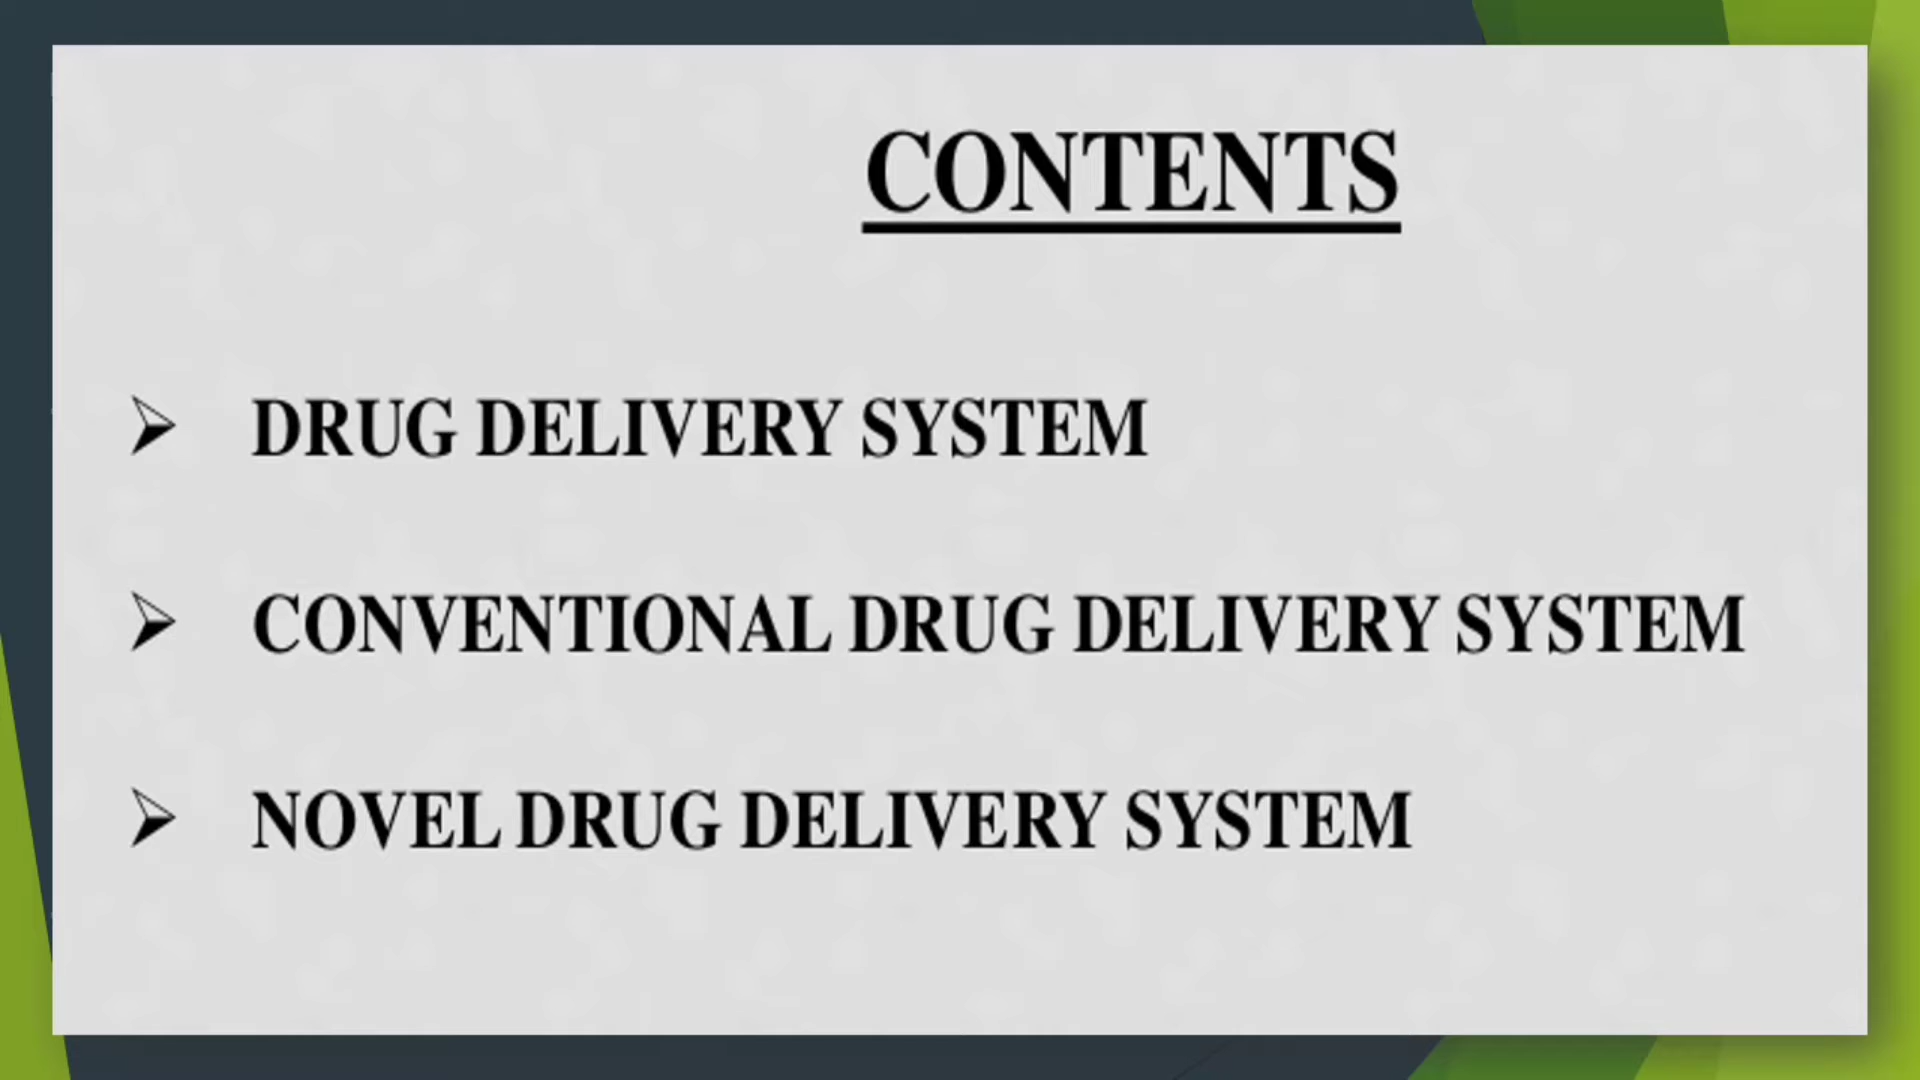 CONTENTS
➢ DRUG DELIVERY SYSTEM
➢ CONVENTIONAL DRUG DELIVERY SYSTEM
➢ NOVEL DRUG DELIVERY SYSTEM